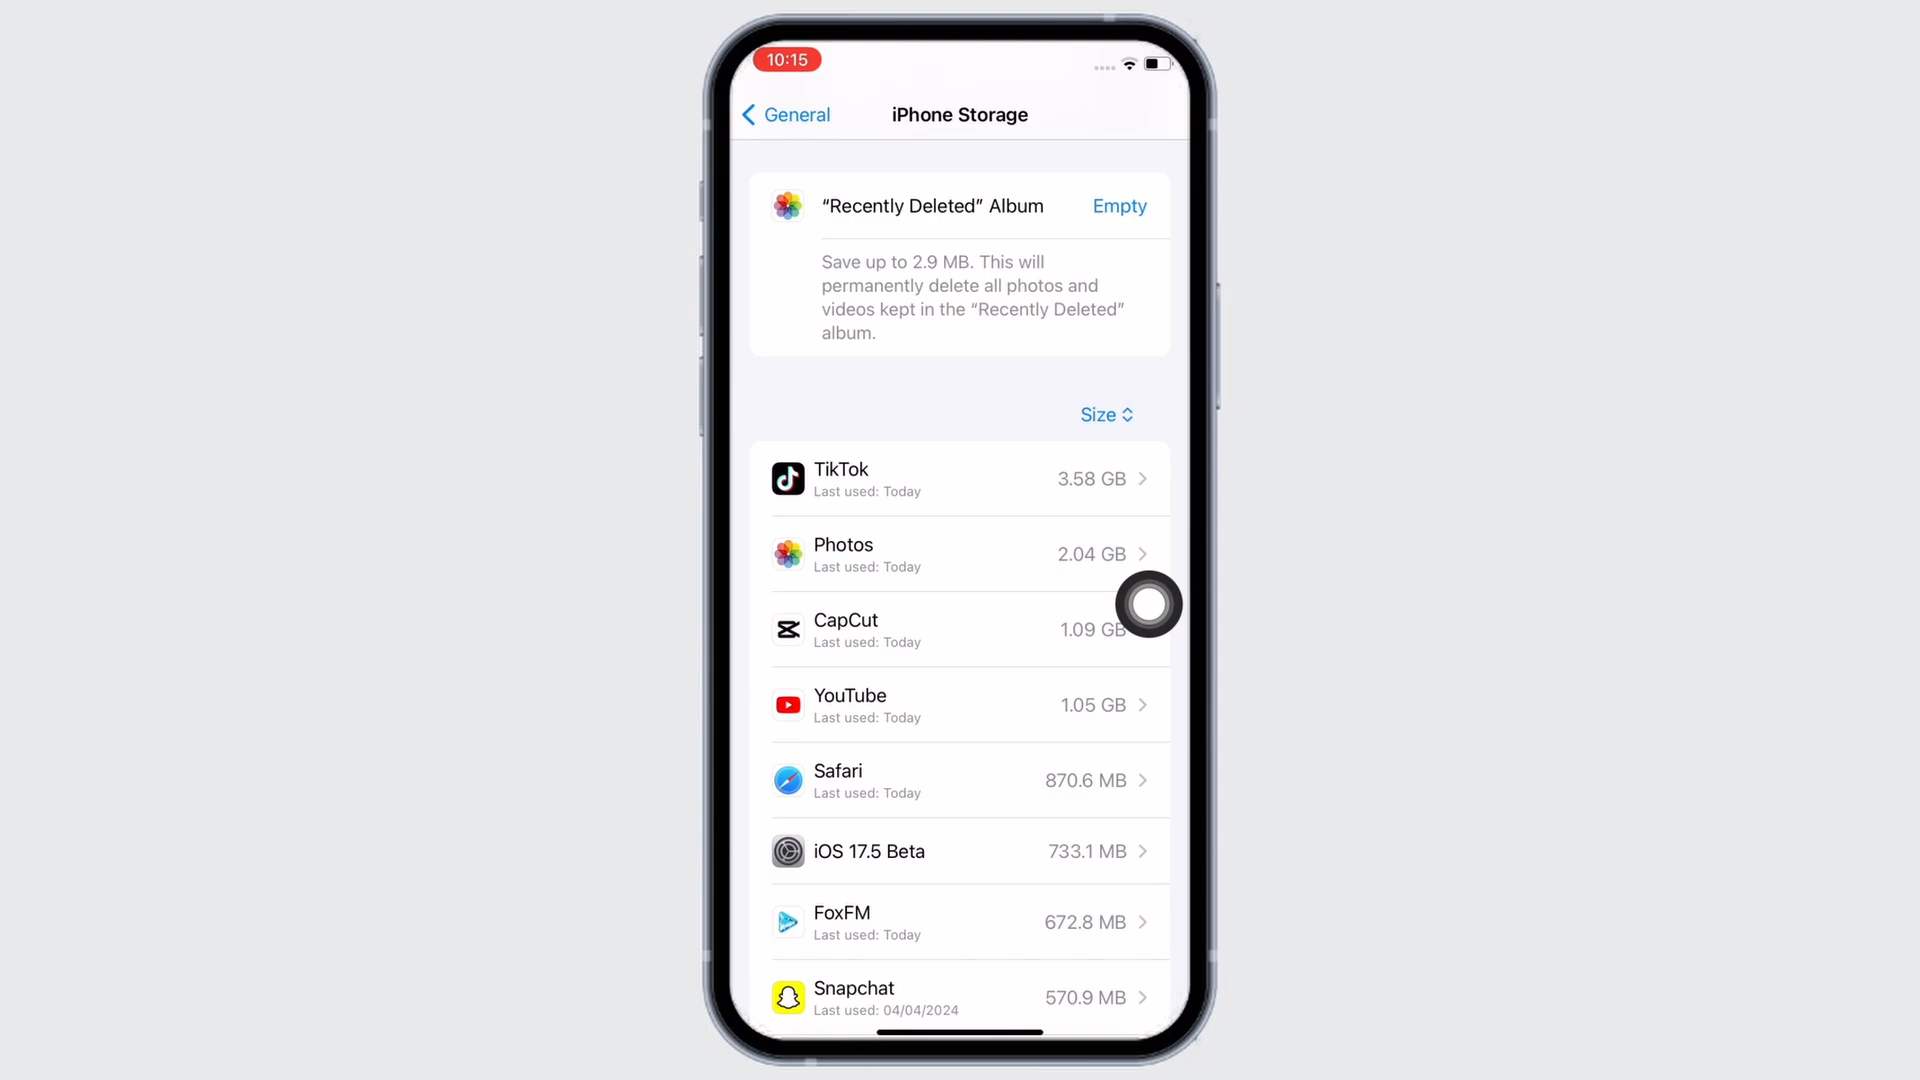 10:15
General
iPhone Storage
“Recently Deleted” Album
Empty
Save up to 2.9 MB. This will
permanently delete all photos and
videos kept in the “Recently Deleted”
album.
Size
TikTok
3.58 GB
Last used: Today
Photos
2.04 GB
Last used: Today
CapCut
1.09 GB
Last used: Today
YouTube
1.05 GB
Last used: Today
Safari
870.6 MB
Last used: Today
iOS 17.5 Beta
733.1 MB
FoxFM
672.8 MB
Last used: Today
Snapchat
570.9 MB
Last used: 04/04/2024